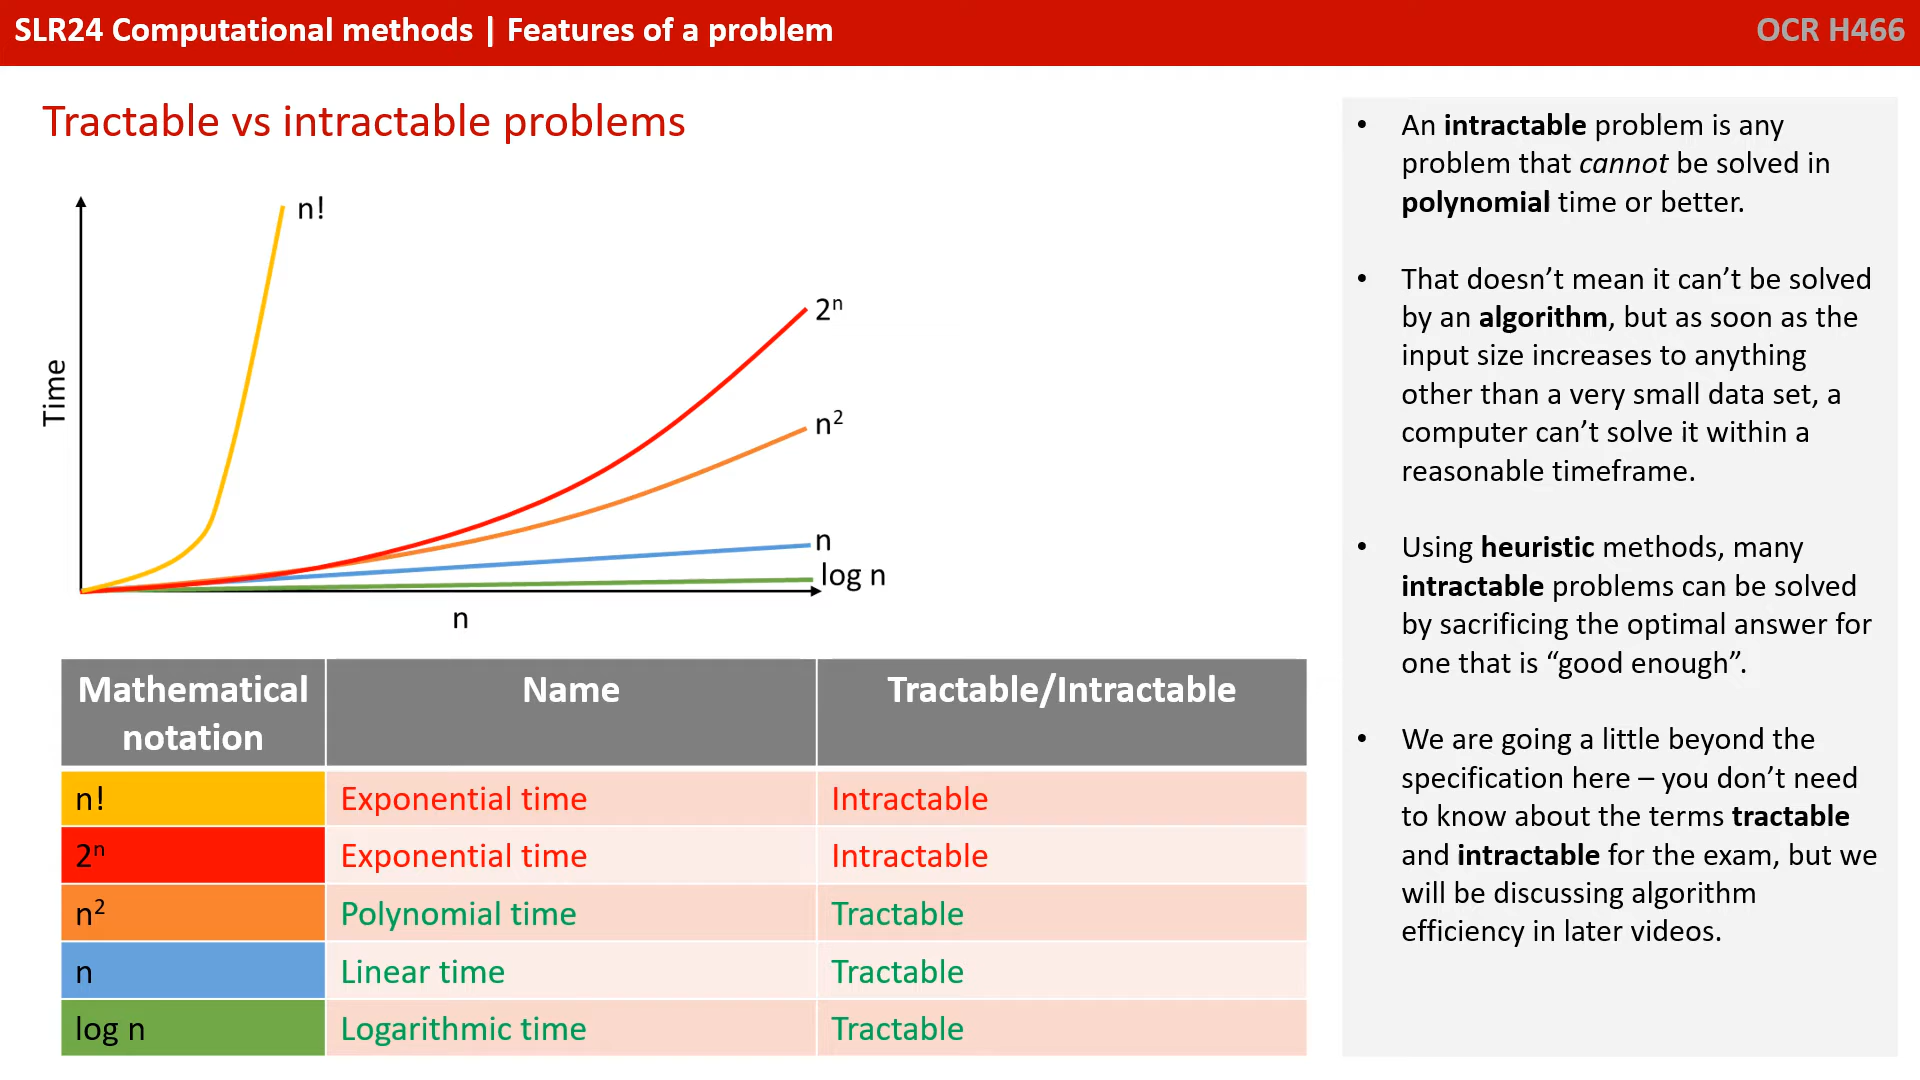 SLR24 Computational methods | Features of a problem
OCR H466
Tractable vs intractable problems
n!
2ⁿ
n²
n
log n
Time
n
Mathematical notation
Name
Tractable/Intractable
n!
Exponential time
Intractable
2ⁿ
Exponential time
Intractable
n²
Polynomial time
Tractable
n
Linear time
Tractable
log n
Logarithmic time
Tractable
• An intractable problem is any
problem that cannot be solved in
polynomial time or better.
• That doesn’t mean it can’t be solved
by an algorithm, but as soon as the
input size increases to anything
other than a very small data set, a
computer can’t solve it within a
reasonable timeframe.
• Using heuristic methods, many
intractable problems can be solved
by sacrificing the optimal answer for
one that is “good enough”.
• We are going a little beyond the
specification here – you don’t need
to know about the terms tractable
and intractable for the exam, but we
will be discussing algorithm
efficiency in later videos.